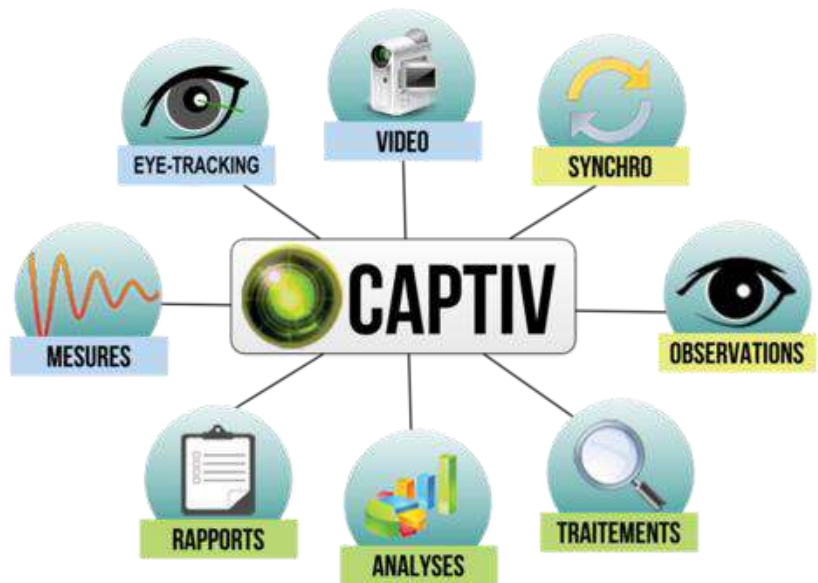 VIDEO
EYE-TRACKING
SYNCHRO
CAPTIV
MESURES
OBSERVATIONS
RAPPORTS
TRAITEMENTS
ANALYSES